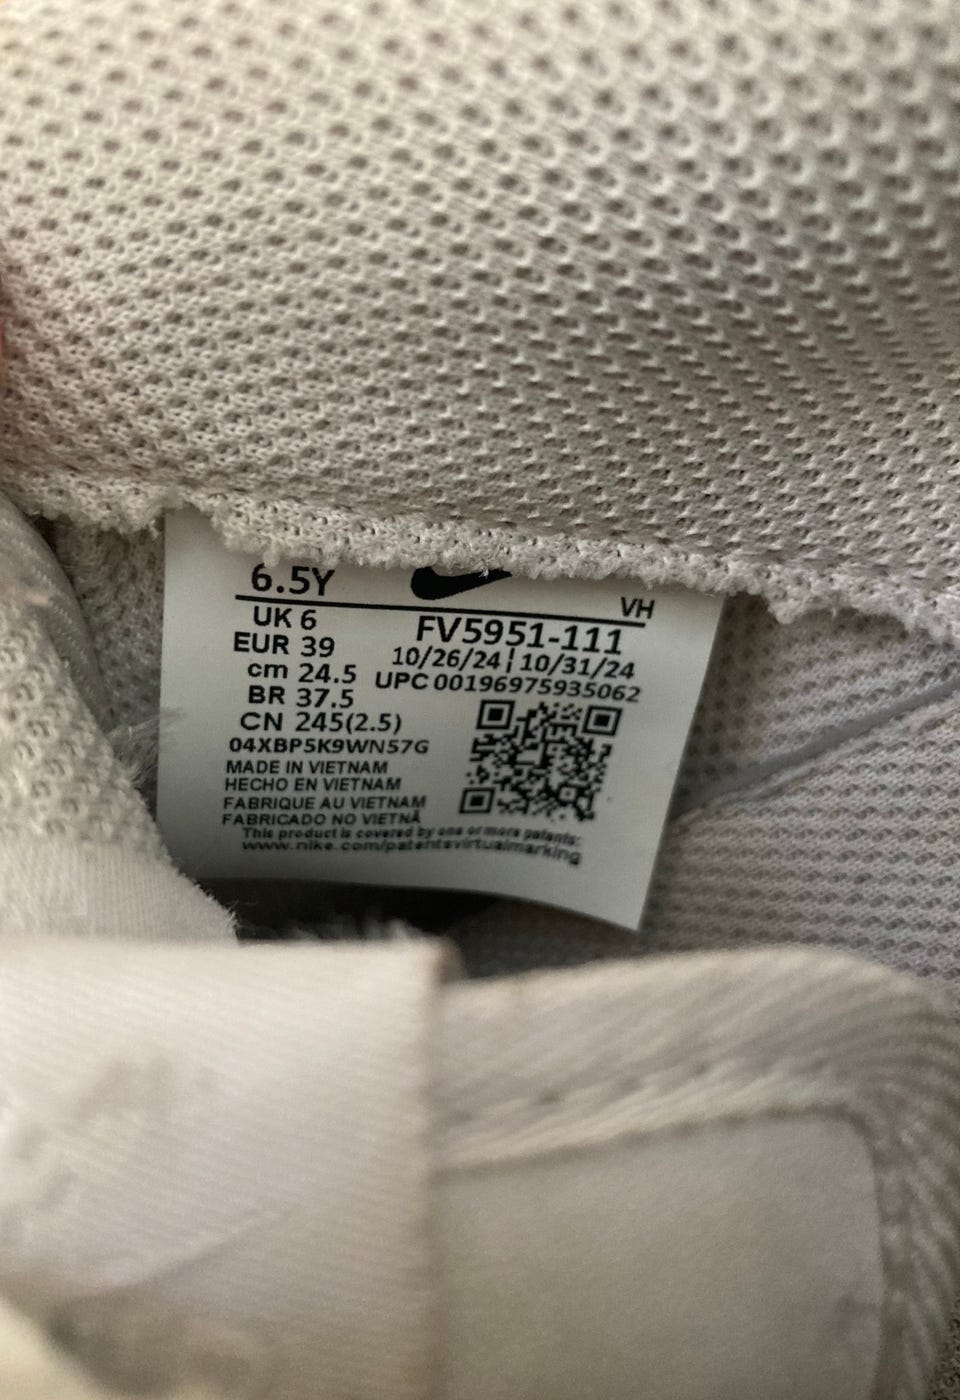 6.5Y
VH
UK 6
EUR 39
cm 24.5
BR 37.5
CN 245(2.5)
FV5951-111
10/26/24¦10/31/24
UPC 00196975935062
04XBP5K9WN57G
MADE IN VIETNAM
HECHO EN VIETNAM
FABRIQUE AU VIETNAM
FABRICADO NO VIETNÃ
This product is covered by one or more patents:
www.nike.com/patentsvirtualmarking